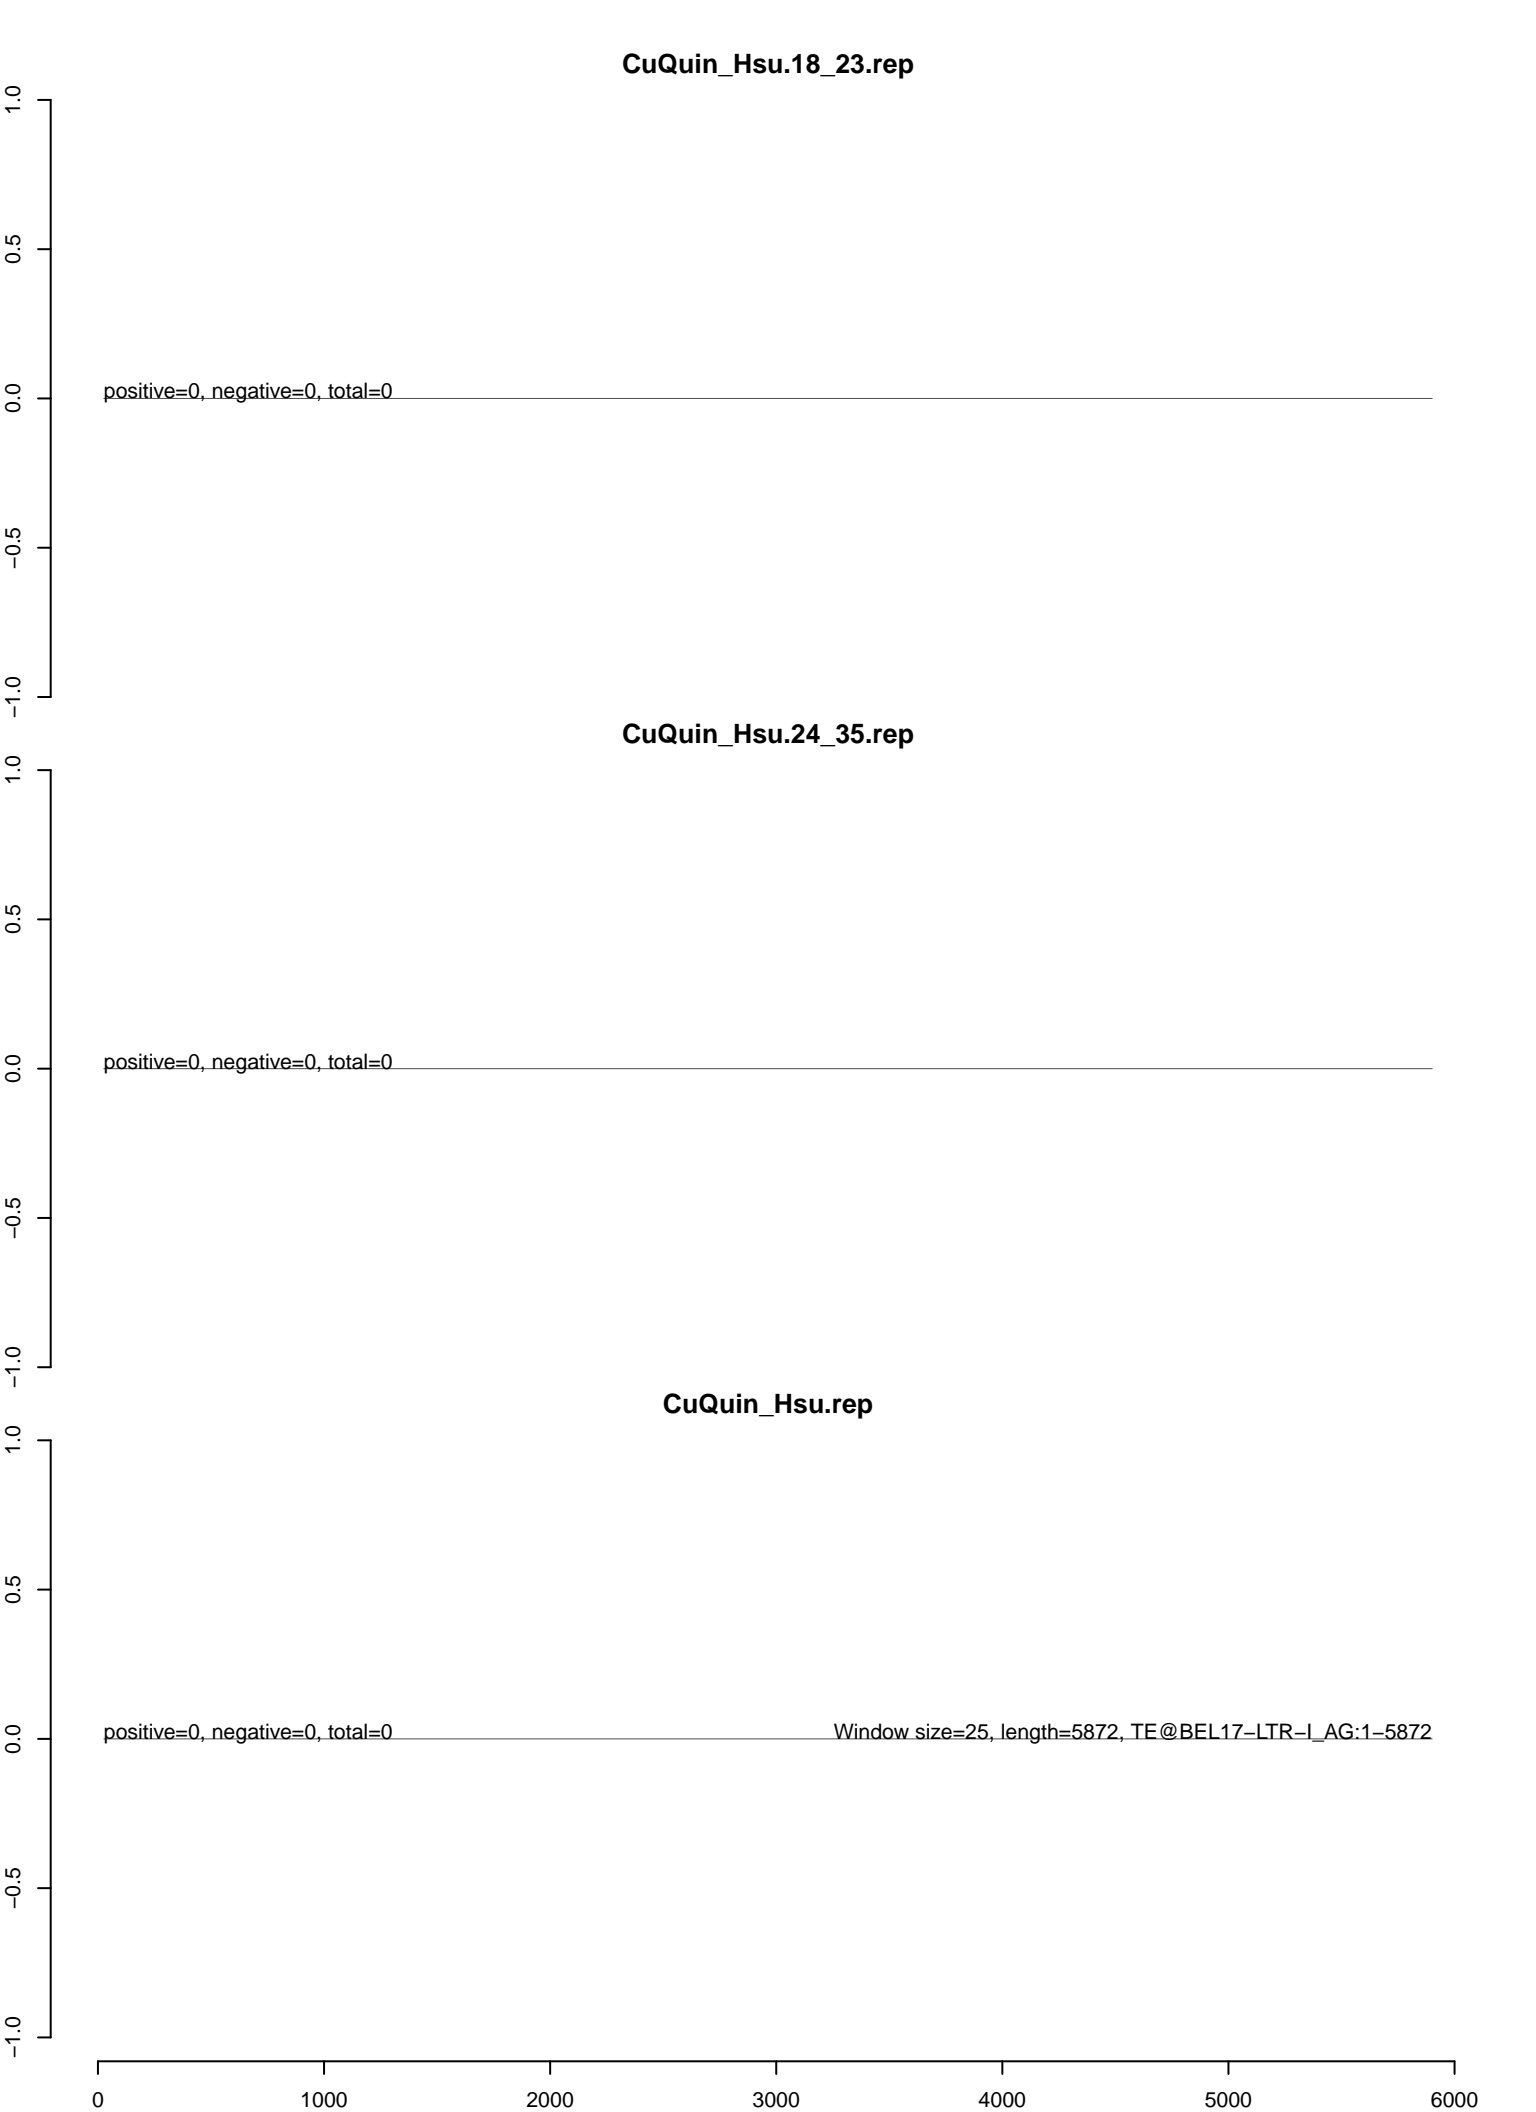 CuQuin_Hsu.18_23.rep
1.0
0.5
0.0
−0.5
−1.0
positive=0, negative=0, total=0
CuQuin_Hsu.24_35.rep
1.0
0.5
0.0
−0.5
−1.0
positive=0, negative=0, total=0
CuQuin_Hsu.rep
1.0
0.5
0.0
−0.5
−1.0
positive=0, negative=0, total=0
Window size=25, length=5872, TE@BEL17−LTR−I_AG:1−5872
0 1000 2000 3000 4000 5000 6000